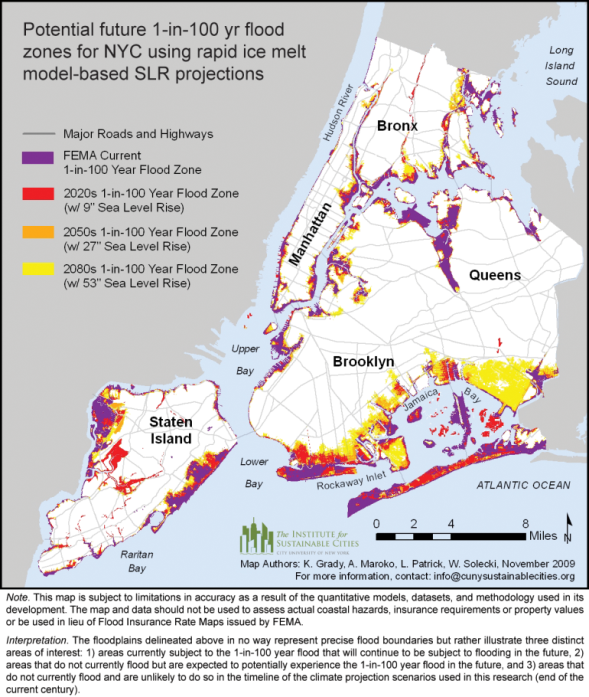 Potential future 1-in-100 yr flood
zones for NYC using rapid ice melt
model-based SLR projections
Long
Island
Sound
Hudson River
Bronx
Major Roads and Highways
FEMA Current
1-in-100 Year Flood Zone
2020s 1-in-100 Year Flood Zone
(w/ 9" Sea Level Rise)
2050s 1-in-100 Year Flood Zone
(w/ 27" Sea Level Rise)
2080s 1-in-100 Year Flood Zone
(w/ 53" Sea Level Rise)
Manhattan
Queens
Upper
Bay
Brooklyn
Jamaica
Bay
Staten
Island
Lower
Bay
Rockaway Inlet
ATLANTIC OCEAN
Raritan
Bay
The Institute for
Sustainable Cities
CITY UNIVERSITY OF NEW YORK
0 2 4 8
Miles N
Map Authors: K. Grady, A. Maroko, L. Patrick, W. Solecki, November 2009
For more information, contact: info@cunysustainablecities.org
Note. This map is subject to limitations in accuracy as a result of the quantitative models, datasets, and methodology used in its
development. The map and data should not be used to assess actual coastal hazards, insurance requirements or property values
or be used in lieu of Flood Insurance Rate Maps issued by FEMA.
Interpretation. The floodplains delineated above in no way represent precise flood boundaries but rather illustrate three distinct
areas of interest: 1) areas currently subject to the 1-in-100 year flood that will continue to be subject to flooding in the future, 2)
areas that do not currently flood but are expected to potentially experience the 1-in-100 year flood in the future, and 3) areas that
do not currently flood and are unlikely to do so in the timeline of the climate projection scenarios used in this research (end of the
current century).